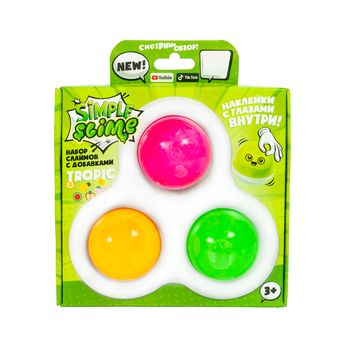 СМОТРИ ОБЗОР!
NEW!
YouTube
TikTok
SiMPLE
Slime
НАБОР
СЛАЙМОВ
С ДОБАВКАМИ
TROPIC
НАКЛЕЙКИ
С ГЛАЗАМИ
ВНУТРИ!
3+